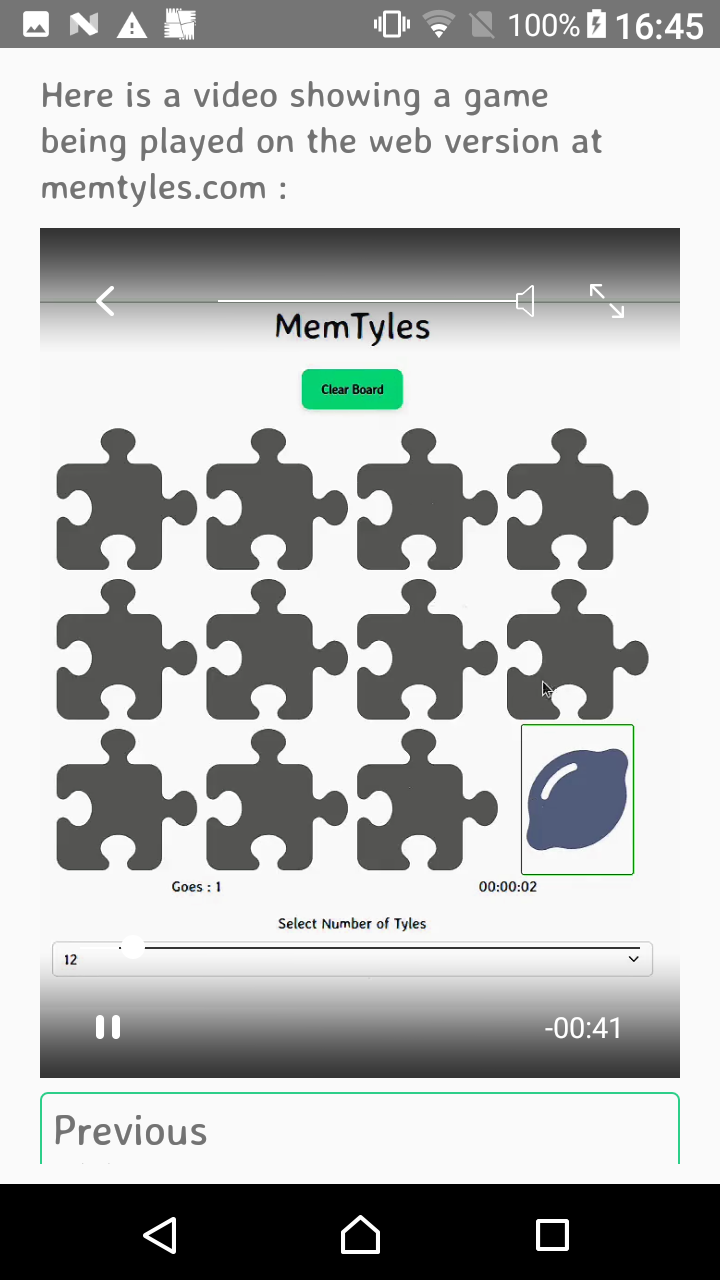 100% 16:45
Here is a video showing a game
being played on the web version at
memtyles.com :
MemTyles
Clear Board
Goes : 1 00:00:02
Select Number of Tyles
12
-00:41
Previous